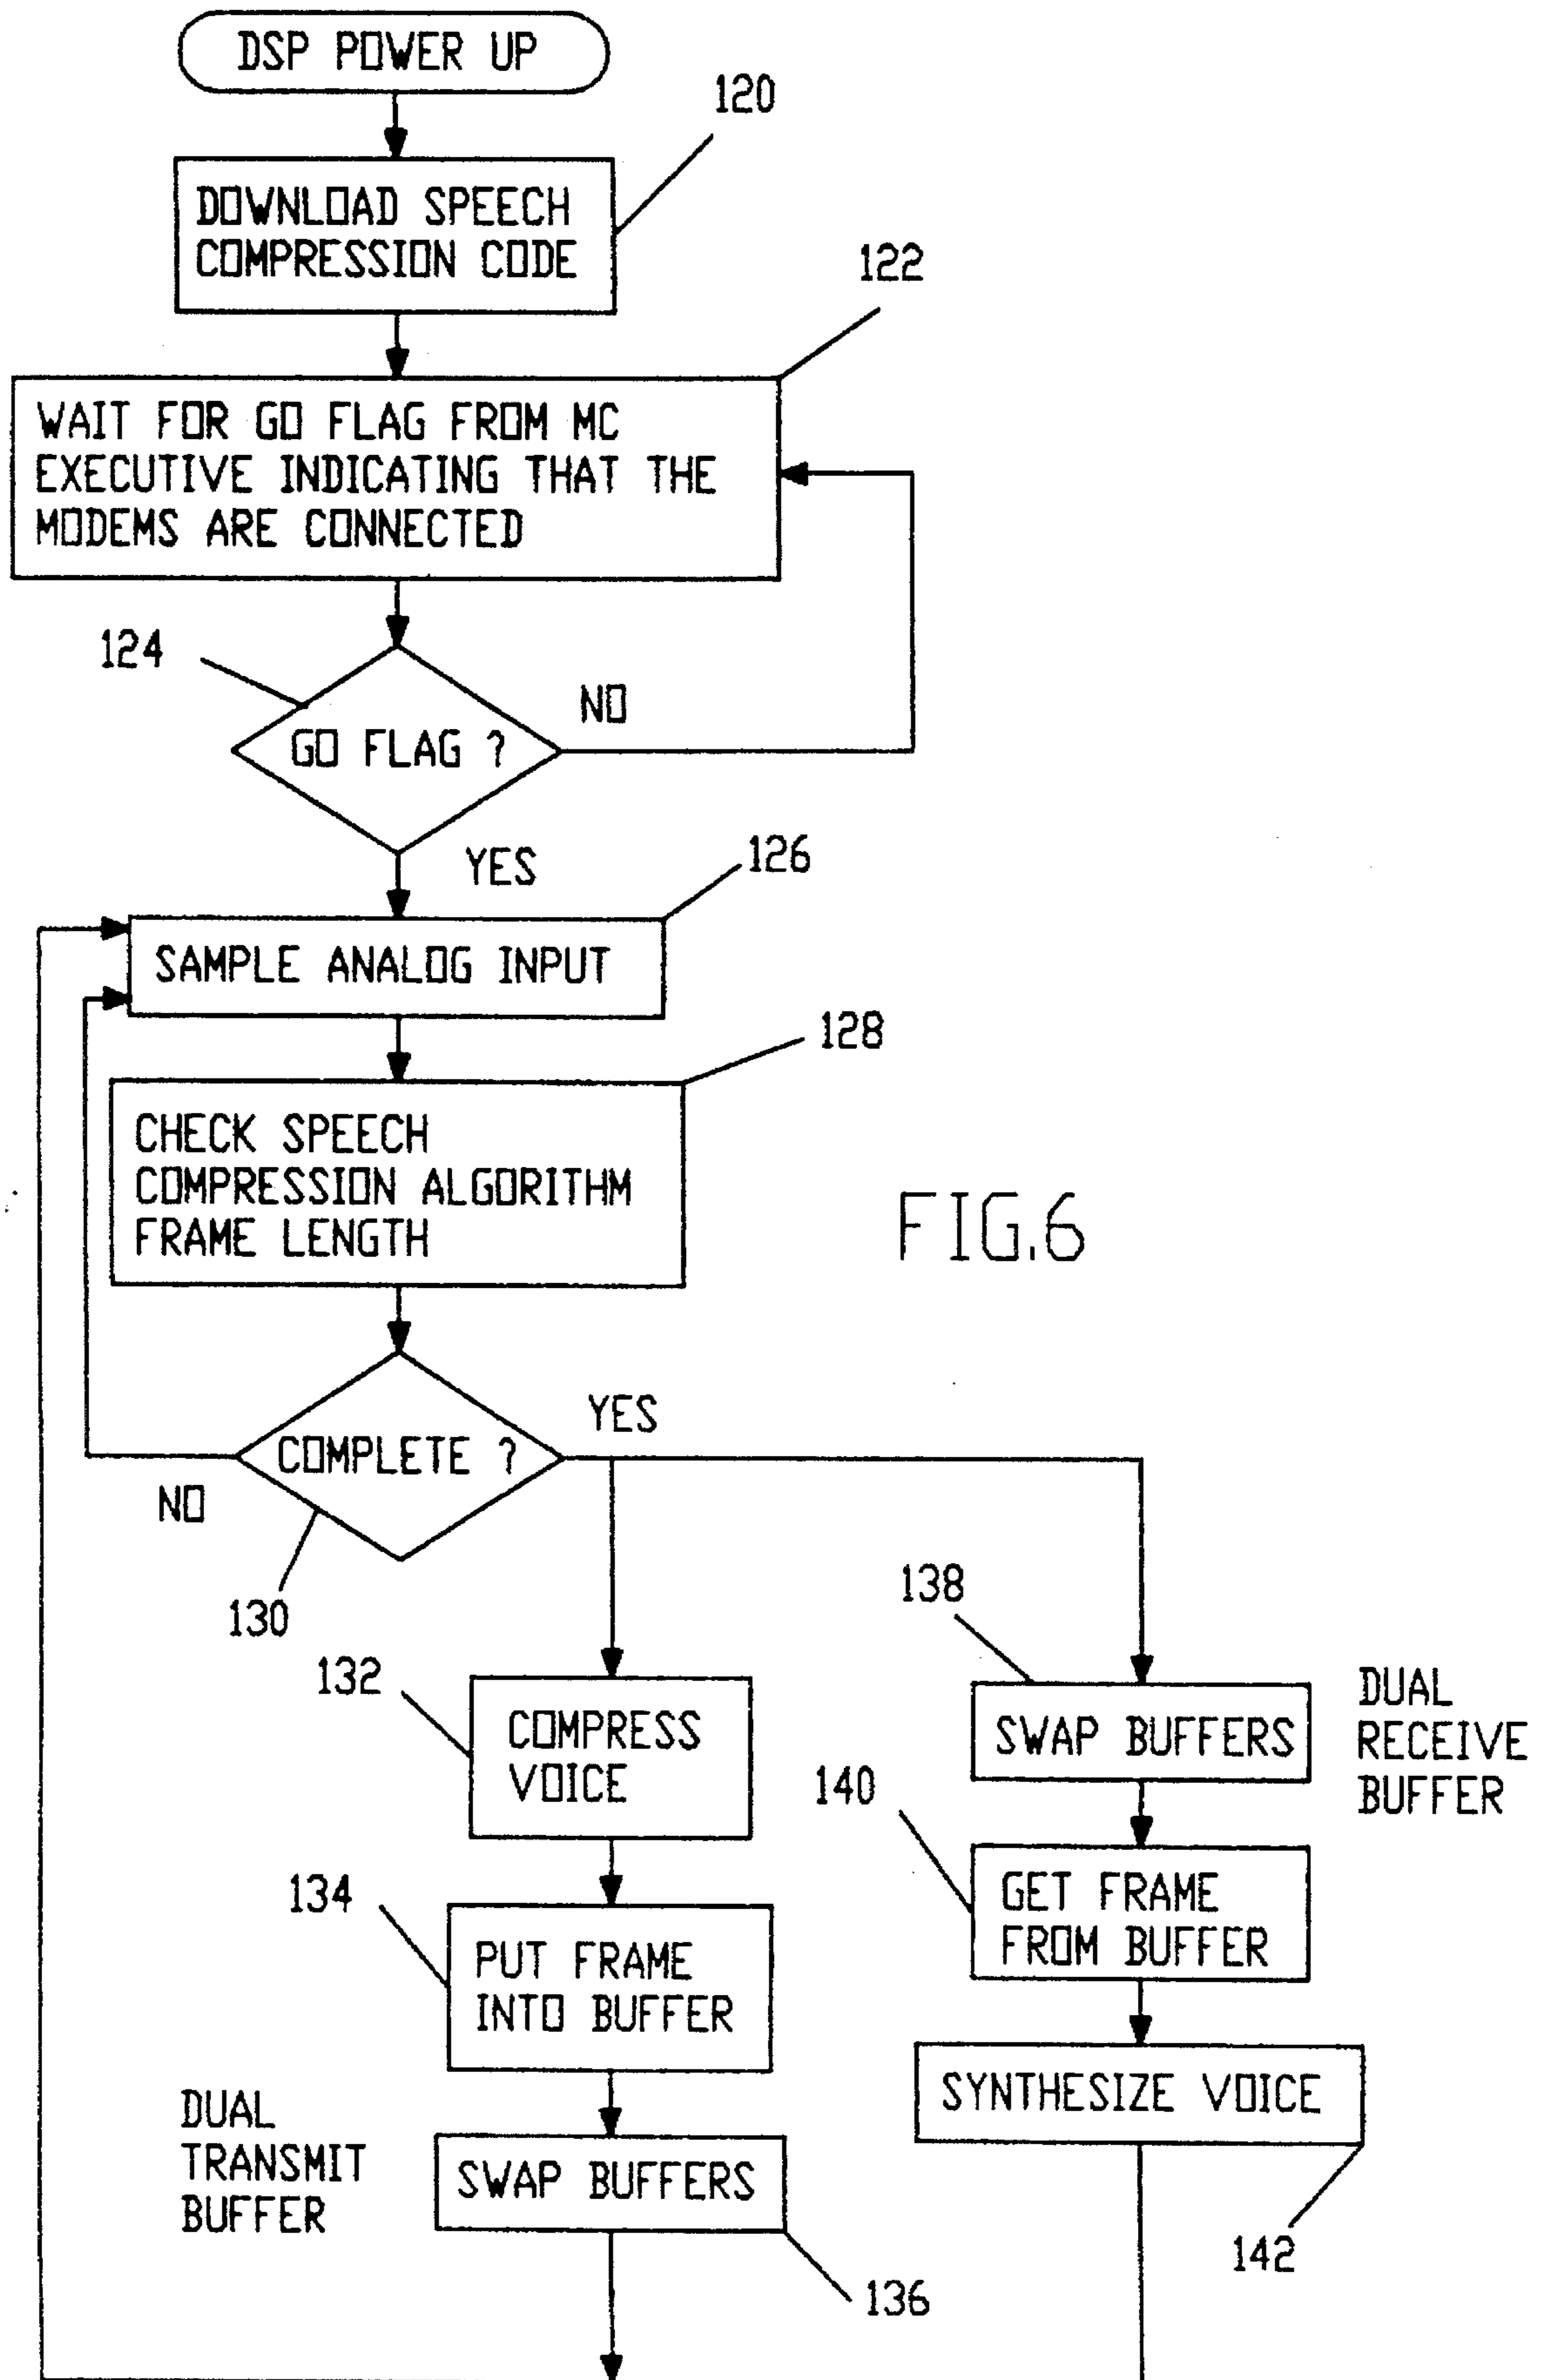 DSP POWER UP
120
DOWNLOAD SPEECH
COMPRESSION CODE
122
WAIT FOR GO FLAG FROM MC
EXECUTIVE INDICATING THAT THE
MODEMS ARE CONNECTED
124
NO
GO FLAG ?
YES
126
SAMPLE ANALOG INPUT
128
CHECK SPEECH
COMPRESSION ALGORITHM
FRAME LENGTH
FIG.6
YES
COMPLETE ?
NO
130
138
132
COMPRESS
VOICE
SWAP BUFFERS
DUAL
RECEIVE
BUFFER
140
134
GET FRAME
FROM BUFFER
PUT FRAME
INTO BUFFER
SYNTHESIZE VOICE
DUAL
TRANSMIT
BUFFER
SWAP BUFFERS
142
136